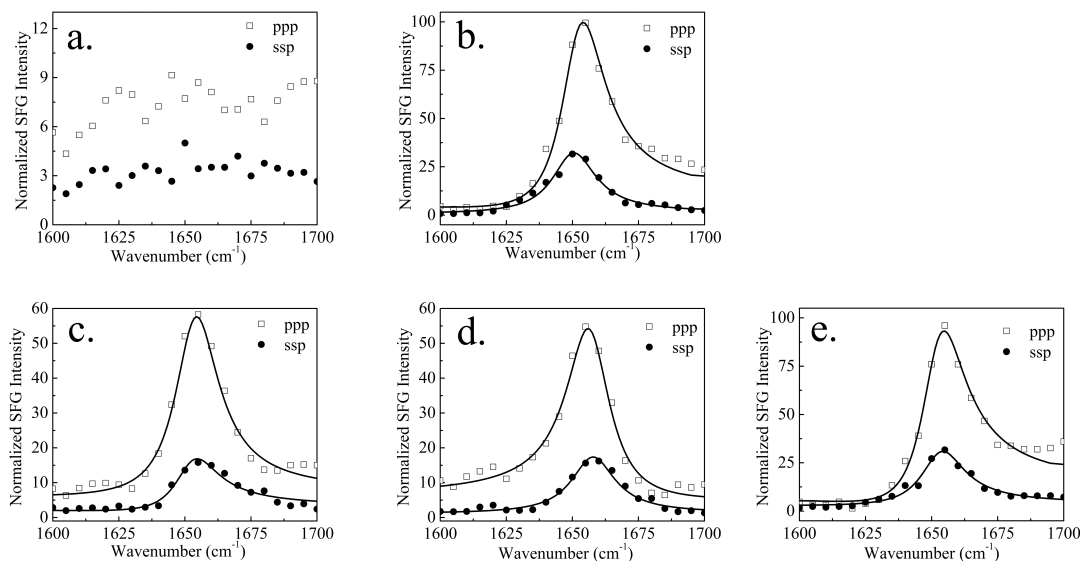 a.
ppp
ssp
Normalized SFG Intensity
12
9
6
3
0
1600 1625 1650 1675 1700
Wavenumber (cm-1)
b.
ppp
ssp
Normalized SFG Intensity
100
75
50
25
0
1600 1625 1650 1675 1700
Wavenumber (cm-1)
c.
ppp
ssp
Normalized SFG Intensity
60
50
40
30
20
10
0
1600 1625 1650 1675 1700
Wavenumber (cm-1)
d.
ppp
ssp
Normalized SFG Intensity
60
50
40
30
20
10
0
1600 1625 1650 1675 1700
Wavenumber (cm-1)
e.
ppp
ssp
Normalized SFG Intensity
100
75
50
25
0
1600 1625 1650 1675 1700
Wavenumber (cm-1)